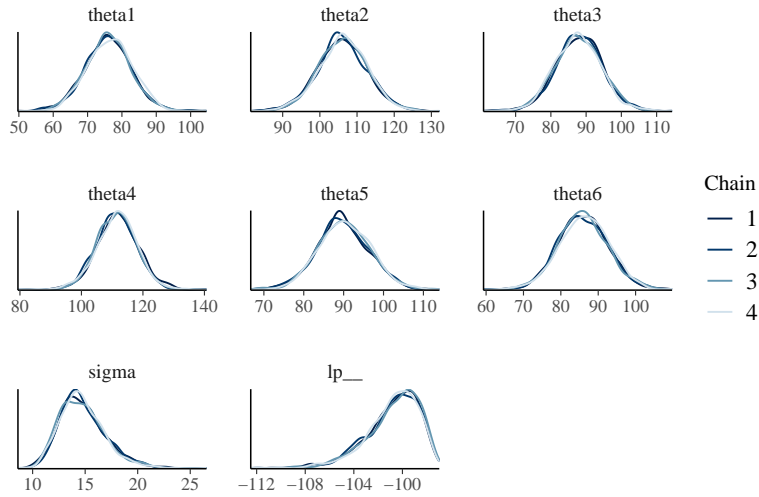 theta1 theta2 theta3
50 60 70 80 90 100 90 100 110 120 130 70 80 90 100 110
theta4 theta5 theta6
80 100 120 140 70 80 90 100 110 60 70 80 90 100
sigma lp__
10 15 20 25 −112 −108 −104 −100
Chain
1
2
3
4